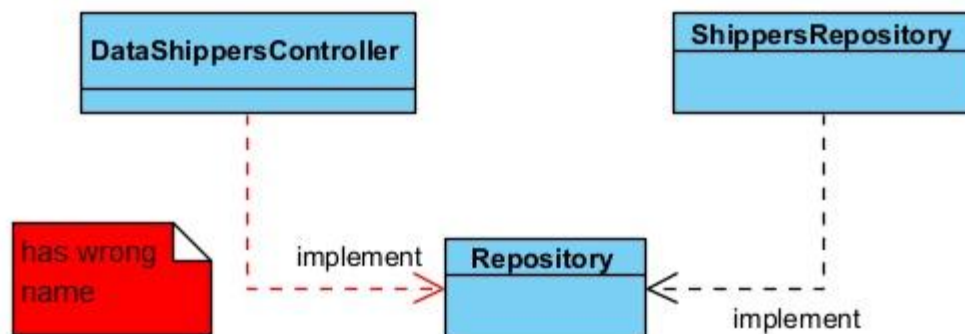 DataShippersController
ShippersRepository
has wrong
name
implement
Repository
implement